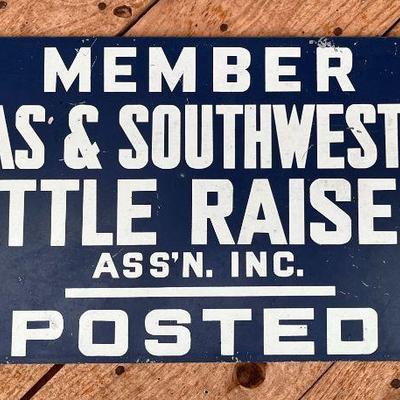 MEMBER
AS & SOUTHWEST
TTLE RAISE
ASS'N. INC.
POSTED